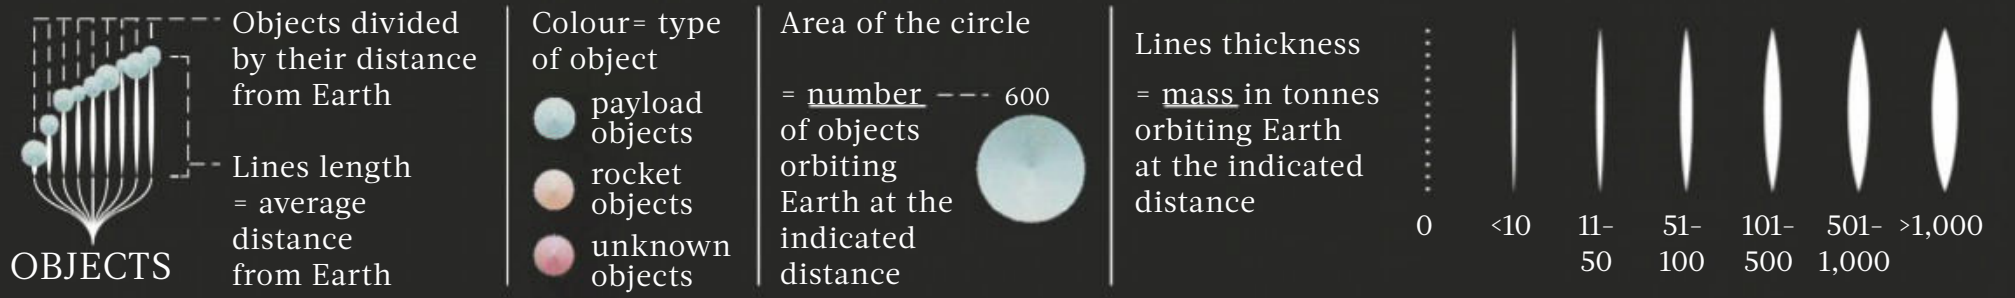 Objects divided
by their distance
from Earth
Lines length
= average
distance
from Earth
OBJECTS
Colour= type
of object
payload
objects
rocket
objects
unknown
objects
Area of the circle
= number
600
of objects
orbiting
Earth at the
indicated
distance
Lines thickness
= mass in tonnes
orbiting Earth
at the indicated
distance
0
<10
11–
50
51–
100
101–
500
501–
1,000
>1,000